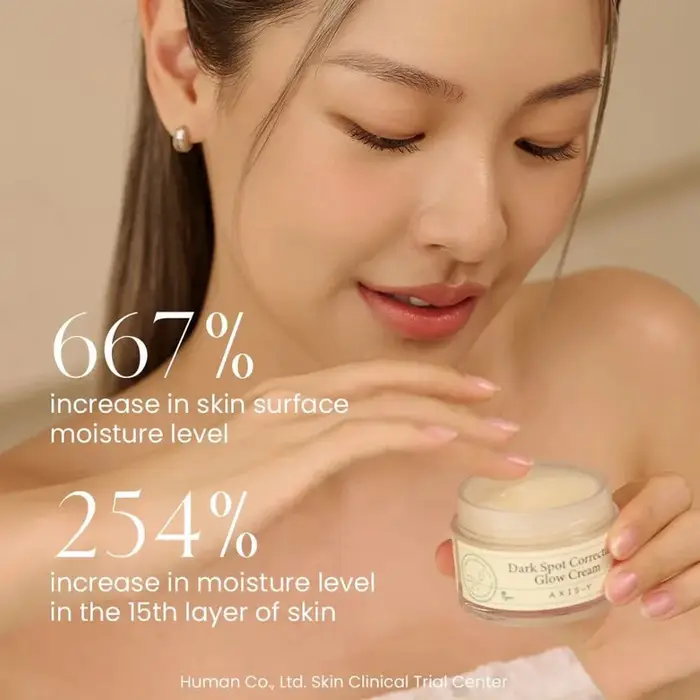 667%
increase in skin surface
moisture level
254%
increase in moisture level
in the 15th layer of skin
Dark Spot
Glow Cream
AXIS-Y
Human Co., Ltd. Skin Clinical Trial Center